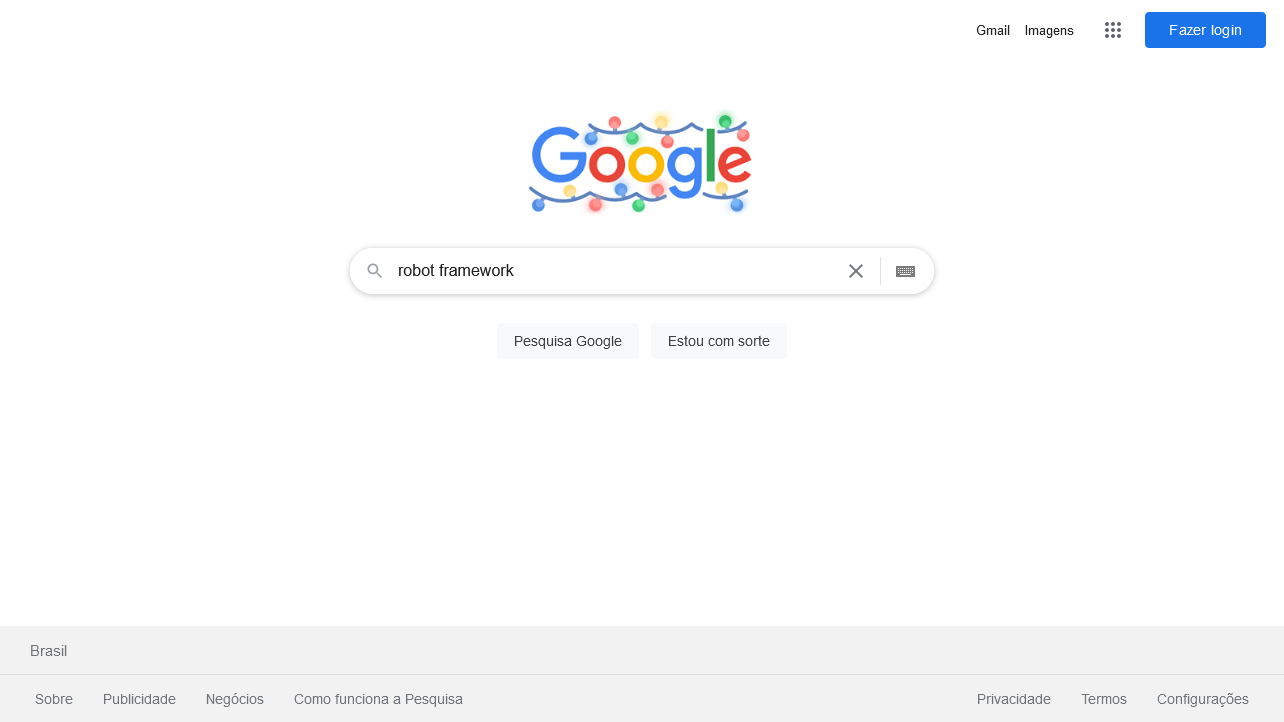 Gmail Imagens Fazer login
Google
robot framework
Pesquisa Google Estou com sorte
Brasil
Sobre Publicidade Negócios Como funciona a Pesquisa Privacidade Termos Configurações